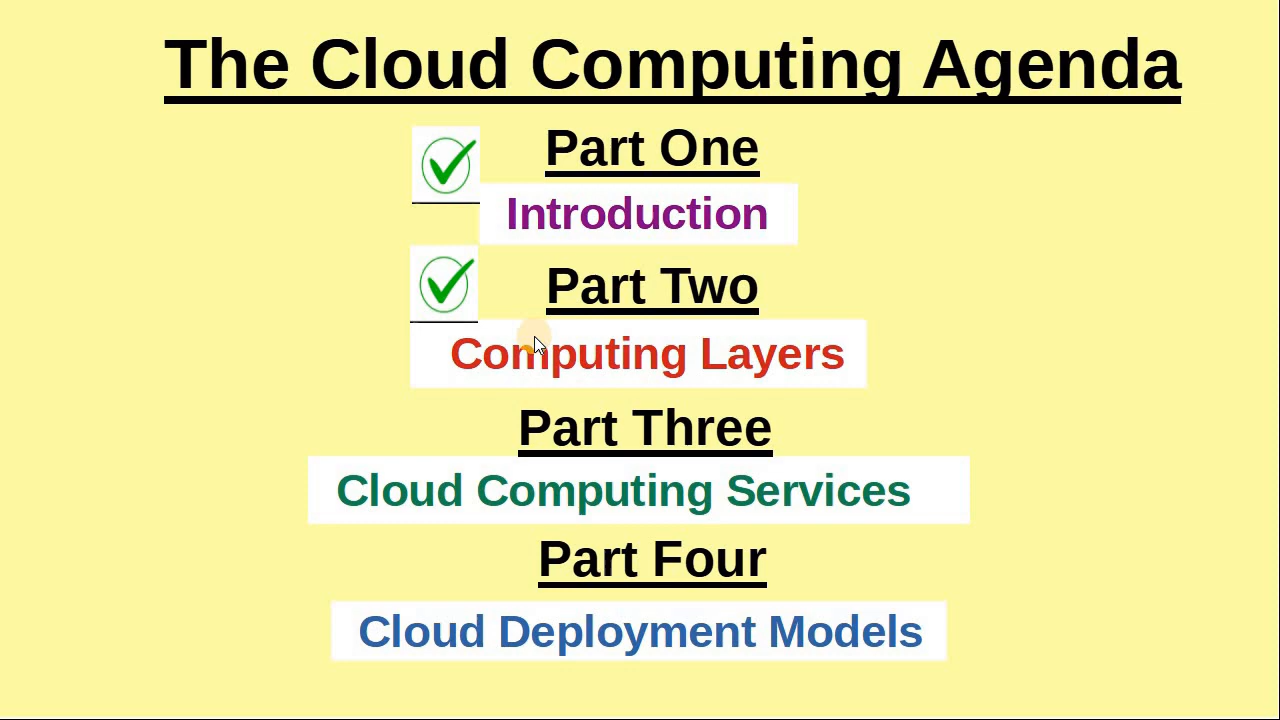 The Cloud Computing Agenda
Part One
Introduction
Part Two
Computing Layers
Part Three
Cloud Computing Services
Part Four
Cloud Deployment Models